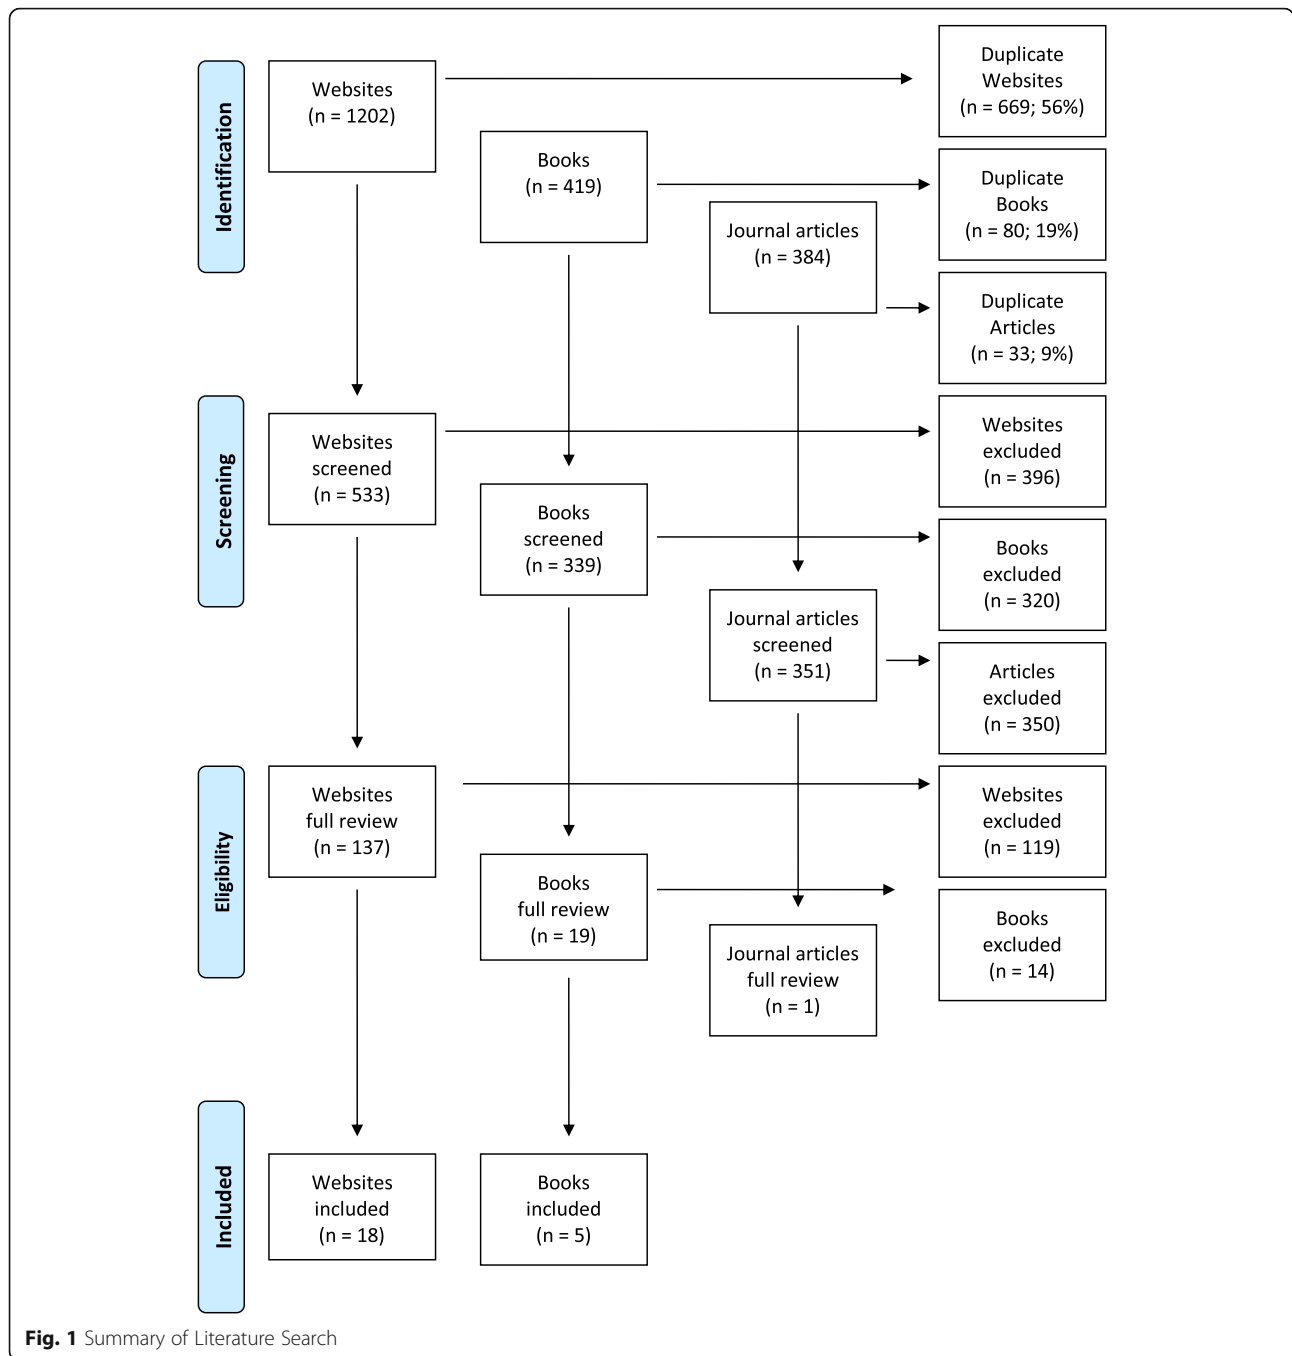 Identification
Websites
(n = 1202)
Books
(n = 419)
Journal articles
(n = 384)
Duplicate
Websites
(n = 669; 56%)
Duplicate
Books
(n = 80; 19%)
Duplicate
Articles
(n = 33; 9%)
Screening
Websites
screened
(n = 533)
Books
screened
(n = 339)
Journal articles
screened
(n = 351)
Websites
excluded
(n = 396)
Books
excluded
(n = 320)
Articles
excluded
(n = 350)
Eligibility
Websites
full review
(n = 137)
Books
full review
(n = 19)
Journal articles
full review
(n = 1)
Websites
excluded
(n = 119)
Books
excluded
(n = 14)
Included
Websites
included
(n = 18)
Books
included
(n = 5)
Fig. 1 Summary of Literature Search